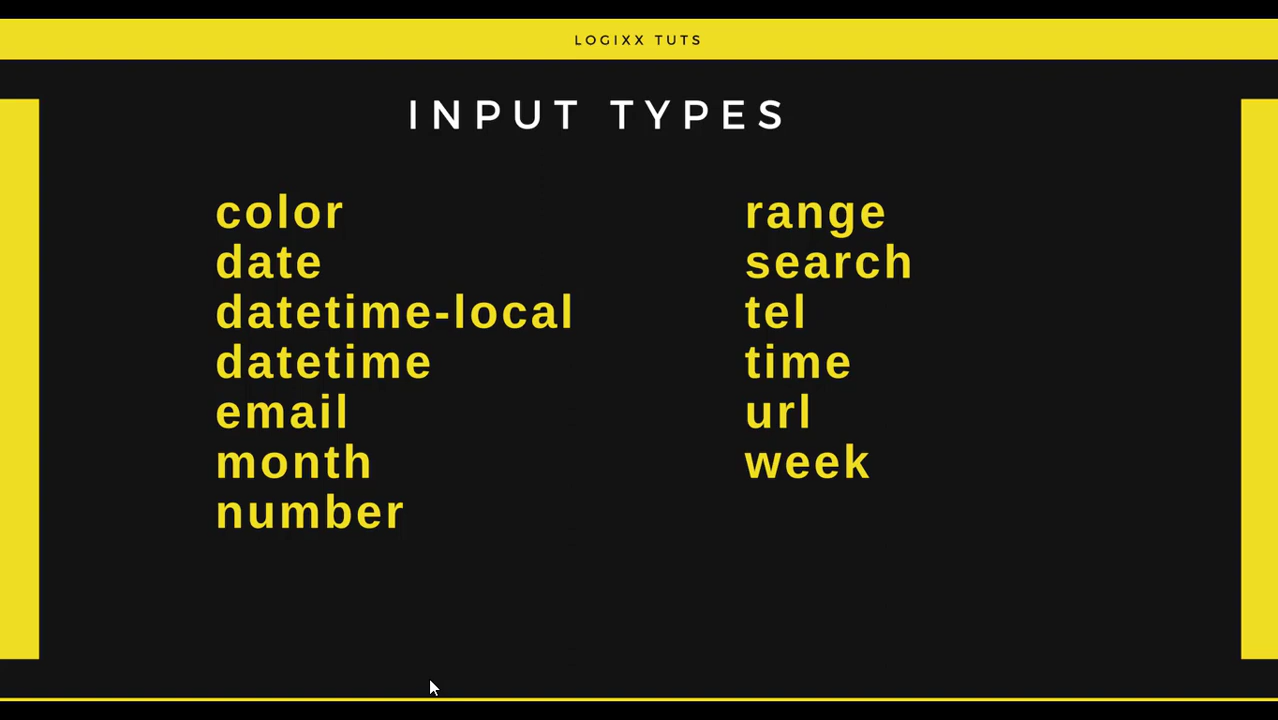 LOGIXX TUTS
INPUT TYPES
color
date
datetime-local
datetime
email
month
number
range
search
tel
time
url
week